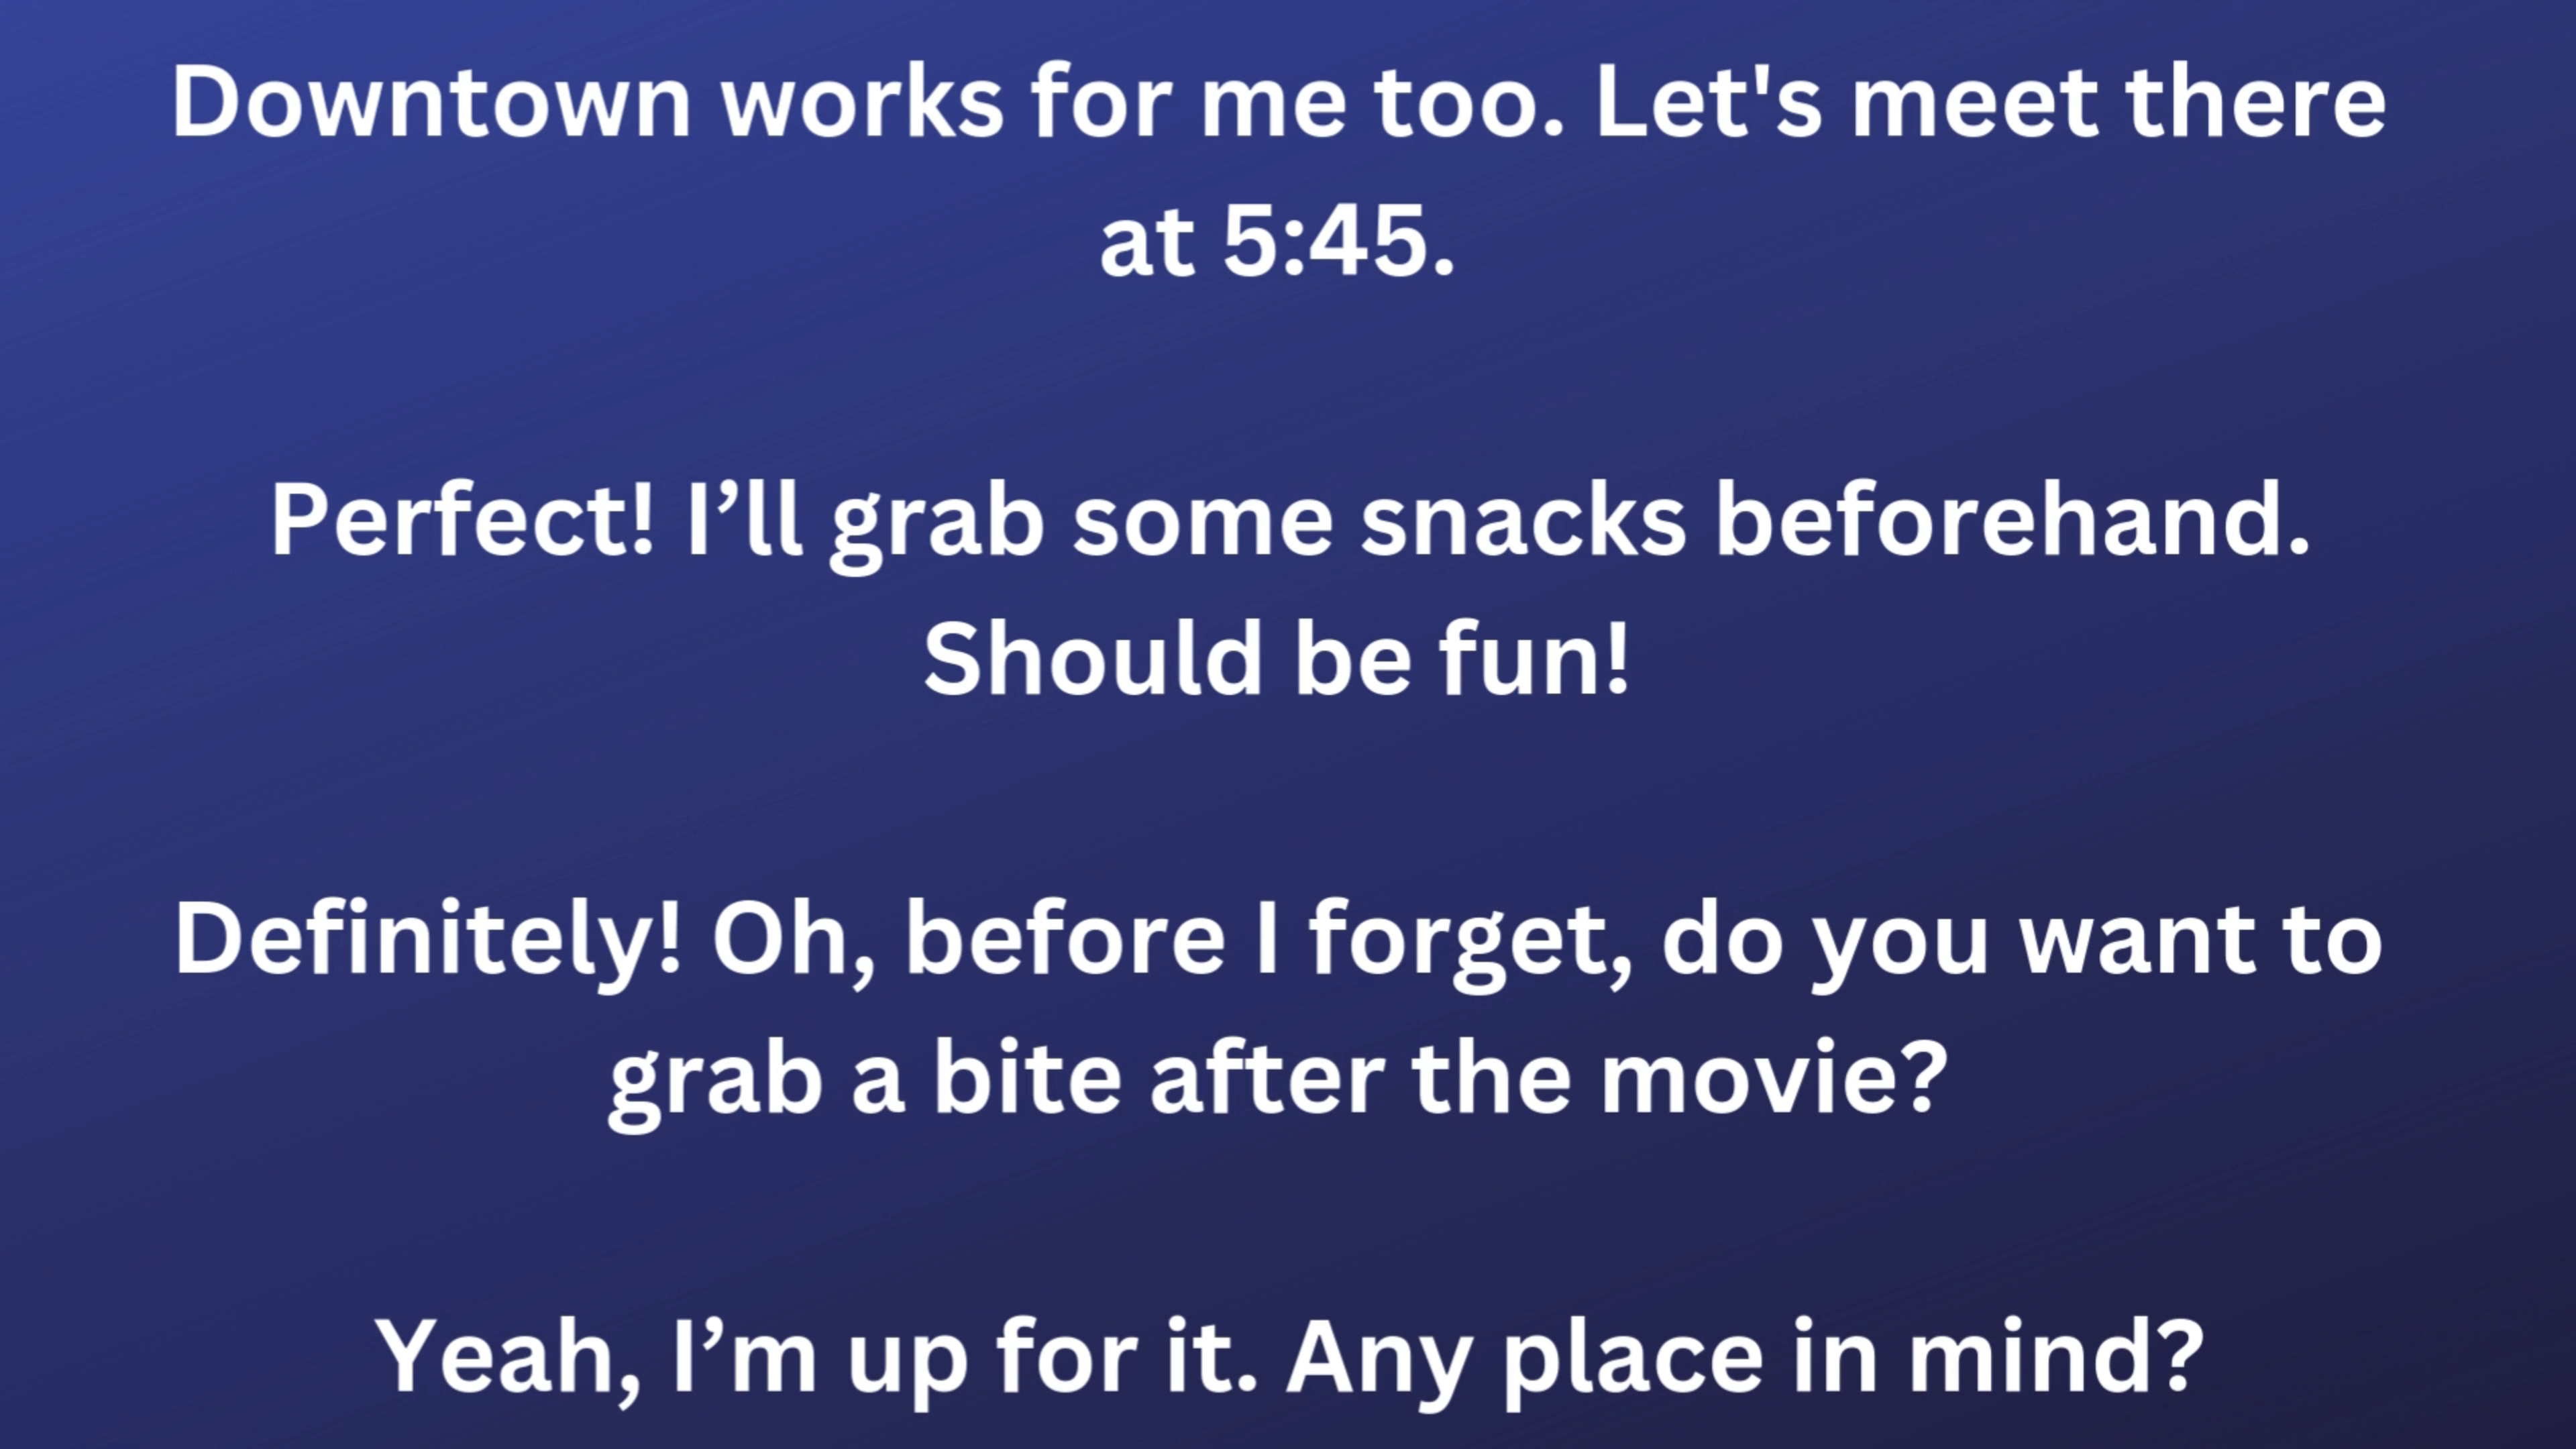 Downtown works for me too. Let's meet there
at 5:45.
Perfect! I’ll grab some snacks beforehand.
Should be fun!
Definitely! Oh, before I forget, do you want to
grab a bite after the movie?
Yeah, I’m up for it. Any place in mind?